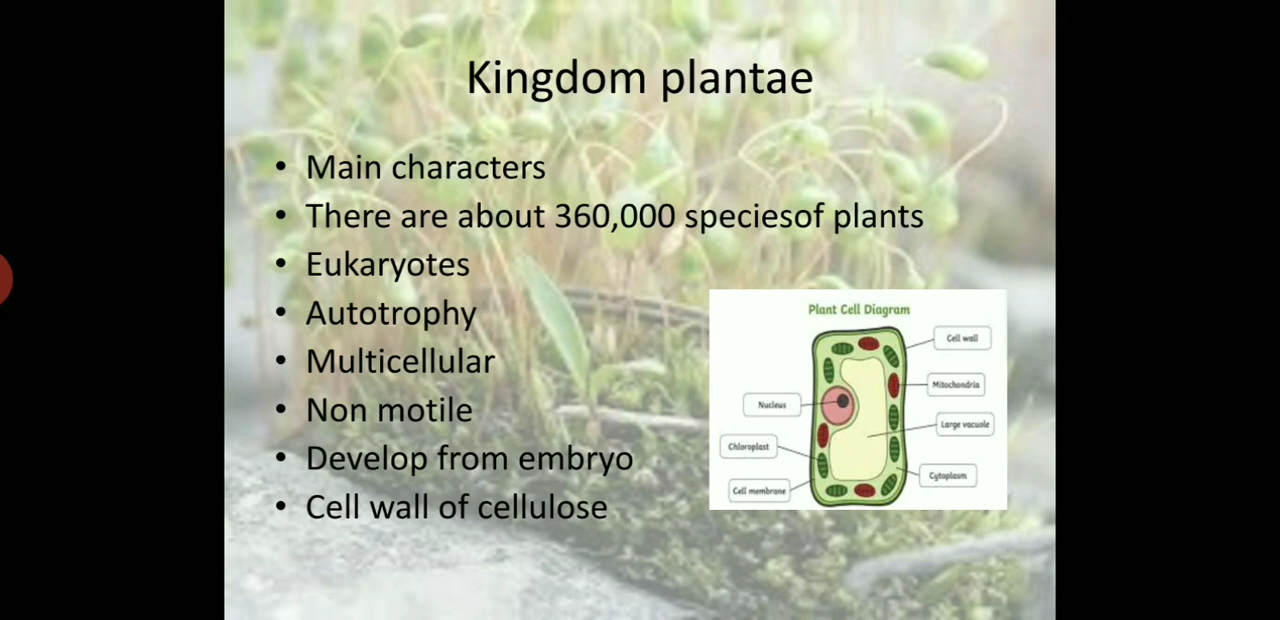 Kingdom plantae
• Main characters
• There are about 360,000 speciesof plants
• Eukaryotes
• Autotrophy
• Multicellular
• Non motile
• Develop from embryo
• Cell wall of cellulose
Plant Cell Diagram
Cell wall
Mitochondria
Nucleus
Large vacuole
Chloroplast
Cytoplasm
Cell membrane